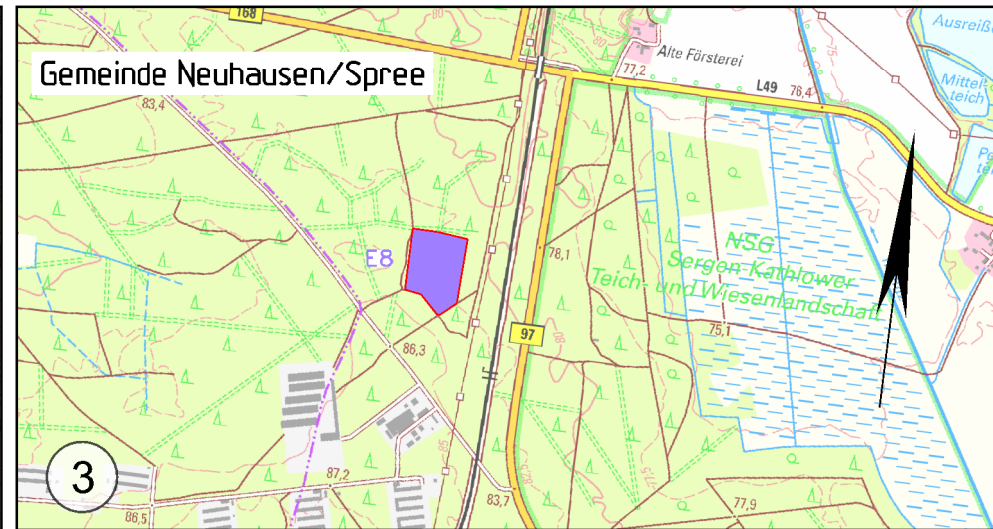 168
Gemeinde Neuhausen/Spree
83,4
Alte Försterei
77,2
L49
76,4
Mittel-
teich
E8
78,1
NSG
Sergen-Kathlower
Teich- und Wiesenlandschaft
97
75,1
86,3
87,2
83,7
86,5
77,9
3